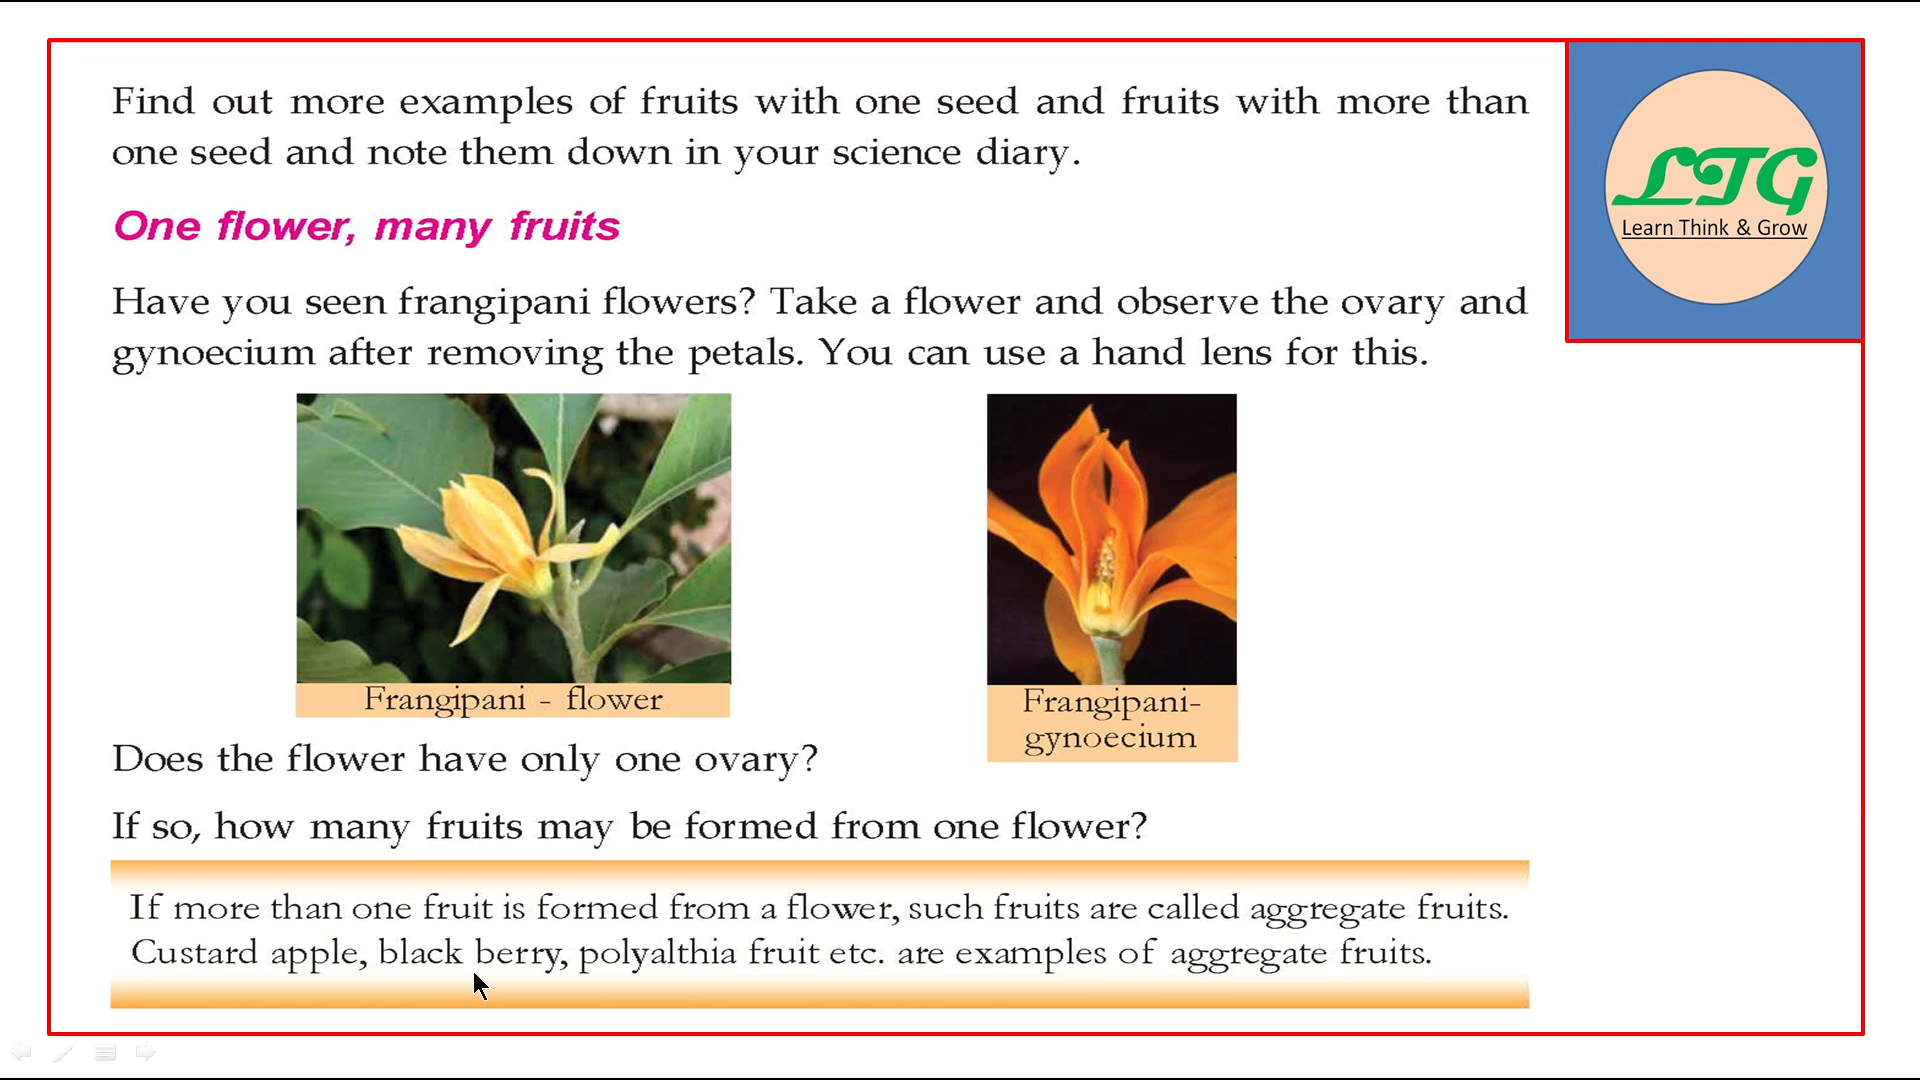 Find out more examples of fruits with one seed and fruits with more than
one seed and note them down in your science diary.
LTG
Learn Think & Grow
One flower, many fruits
Have you seen frangipani flowers? Take a flower and observe the ovary and
gynoecium after removing the petals. You can use a hand lens for this.
Frangipani - flower
Frangipani-
gynoecium
Does the flower have only one ovary?
If so, how many fruits may be formed from one flower?
If more than one fruit is formed from a flower, such fruits are called aggregate fruits.
Custard apple, black berry, polyalthia fruit etc. are examples of aggregate fruits.